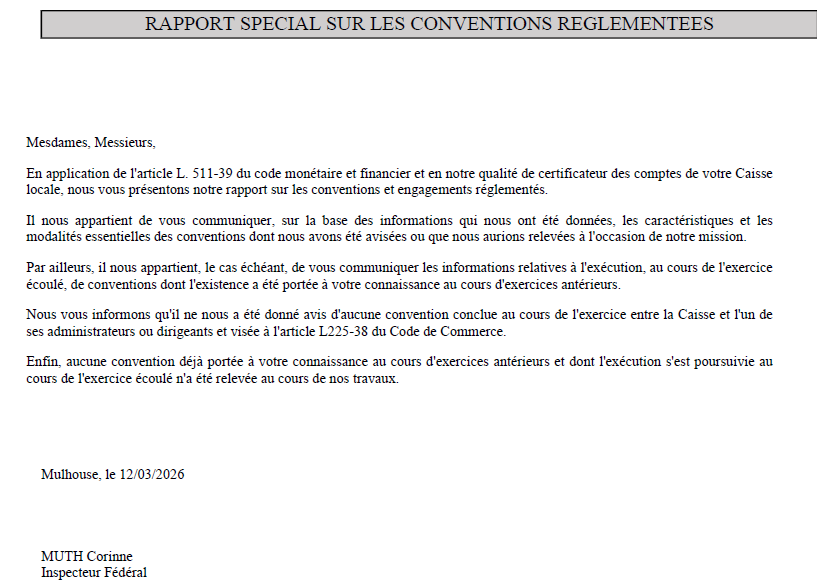 RAPPORT SPECIAL SUR LES CONVENTIONS REGLEMENTEES
Mesdames, Messieurs,
En application de l'article L. 511-39 du code monétaire et financier et en notre qualité de certificateur des comptes de votre Caisse
locale, nous vous présentons notre rapport sur les conventions et engagements réglementés.
Il nous appartient de vous communiquer, sur la base des informations qui nous ont été données, les caractéristiques et les
modalités essentielles des conventions dont nous avons été avisées ou que nous aurions relevées à l'occasion de notre mission.
Par ailleurs, il nous appartient, le cas échéant, de vous communiquer les informations relatives à l'exécution, au cours de l'exercice
écoulé, de conventions dont l'existence a été portée à votre connaissance au cours d'exercices antérieurs.
Nous vous informons qu'il ne nous a été donné avis d'aucune convention conclue au cours de l'exercice entre la Caisse et l'un de
ses administrateurs ou dirigeants et visée à l'article L225-38 du Code de Commerce.
Enfin, aucune convention déjà portée à votre connaissance au cours d'exercices antérieurs et dont l'exécution s'est poursuivie au
cours de l'exercice écoulé n'a été relevée au cours de nos travaux.
Mulhouse, le 12/03/2026
MUTH Corinne
Inspecteur Fédéral